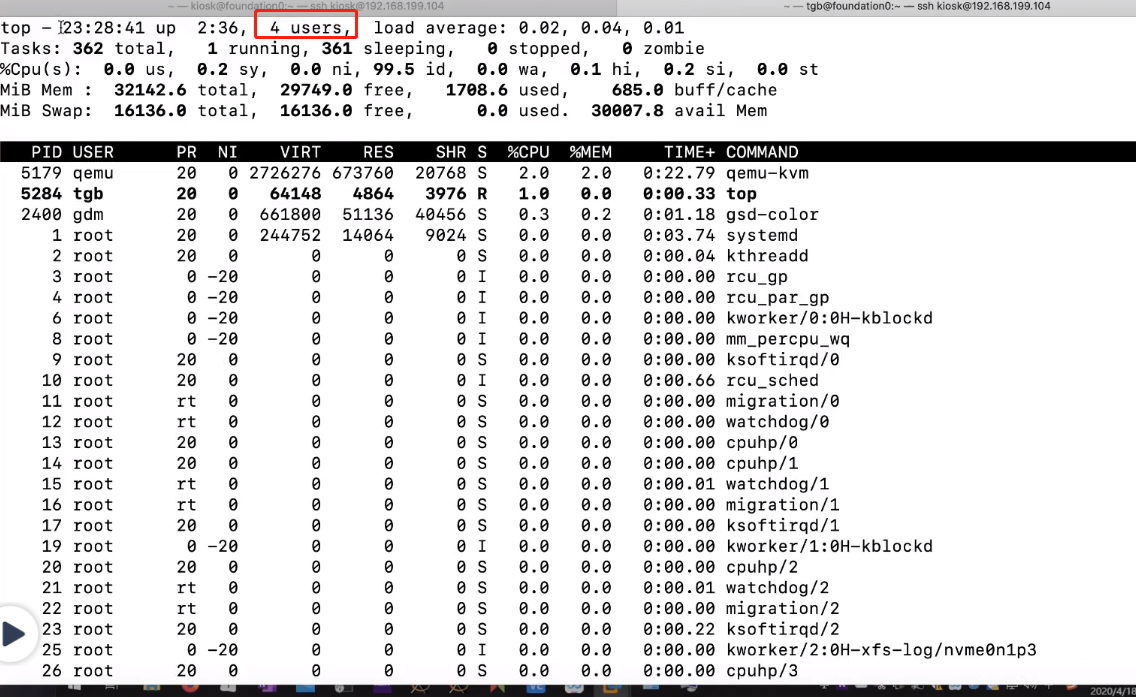 ~ — kiosk@foundation0:~ — ssh kiosk@192.168.199.104
~ — tgb@foundation0:~ — ssh kiosk@192.168.199.104
top - 23:28:41 up  2:36,  4 users,  load average: 0.02, 0.04, 0.01
Tasks: 362 total,   1 running, 361 sleeping,   0 stopped,   0 zombie
%Cpu(s):  0.0 us,  0.2 sy,  0.0 ni, 99.5 id,  0.0 wa,  0.1 hi,  0.2 si,  0.0 st
MiB Mem :  32142.6 total,  29749.0 free,   1708.6 used,    685.0 buff/cache
MiB Swap:  16136.0 total,  16136.0 free,      0.0 used.  30007.8 avail Mem
PID USER      PR  NI    VIRT    RES    SHR S  %CPU  %MEM     TIME+ COMMAND
5179 qemu      20   0 2726276 673760  20768 S   2.0   2.0   0:22.79 qemu-kvm
5284 tgb       20   0   64148   4864   3976 R   1.0   0.0   0:00.33 top
2400 gdm       20   0  661800  51136  40456 S   0.3   0.2   0:01.18 gsd-color
1 root      20   0  244752  14064   9024 S   0.0   0.0   0:03.74 systemd
2 root      20   0       0      0      0 S   0.0   0.0   0:00.04 kthreadd
3 root       0 -20       0      0      0 I   0.0   0.0   0:00.00 rcu_gp
4 root       0 -20       0      0      0 I   0.0   0.0   0:00.00 rcu_par_gp
6 root       0 -20       0      0      0 I   0.0   0.0   0:00.00 kworker/0:0H-kblockd
8 root       0 -20       0      0      0 I   0.0   0.0   0:00.00 mm_percpu_wq
9 root      20   0       0      0      0 S   0.0   0.0   0:00.00 ksoftirqd/0
10 root      20   0       0      0      0 I   0.0   0.0   0:00.66 rcu_sched
11 root      rt   0       0      0      0 S   0.0   0.0   0:00.00 migration/0
12 root      rt   0       0      0      0 S   0.0   0.0   0:00.00 watchdog/0
13 root      20   0       0      0      0 S   0.0   0.0   0:00.00 cpuhp/0
14 root      20   0       0      0      0 S   0.0   0.0   0:00.00 cpuhp/1
15 root      rt   0       0      0      0 S   0.0   0.0   0:00.01 watchdog/1
16 root      rt   0       0      0      0 S   0.0   0.0   0:00.00 migration/1
17 root      20   0       0      0      0 S   0.0   0.0   0:00.00 ksoftirqd/1
19 root       0 -20       0      0      0 I   0.0   0.0   0:00.00 kworker/1:0H-kblockd
20 root      20   0       0      0      0 S   0.0   0.0   0:00.00 cpuhp/2
21 root      rt   0       0      0      0 S   0.0   0.0   0:00.01 watchdog/2
22 root      rt   0       0      0      0 S   0.0   0.0   0:00.00 migration/2
23 root      20   0       0      0      0 S   0.0   0.0   0:00.22 ksoftirqd/2
25 root       0 -20       0      0      0 I   0.0   0.0   0:00.00 kworker/2:0H-xfs-log/nvme0n1p3
26 root      20   0       0      0      0 S   0.0   0.0   0:00.00 cpuhp/3